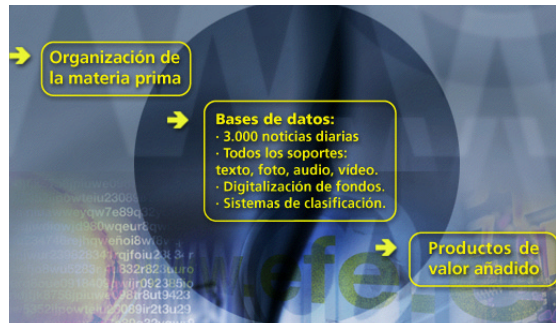 Organización de
la materia prima
Bases de datos:
· 3.000 noticias diarias
· Todos los soportes:
texto, foto, audio, vídeo.
· Digitalización de fondos.
· Sistemas de clasificación.
Productos de
valor añadido
efe